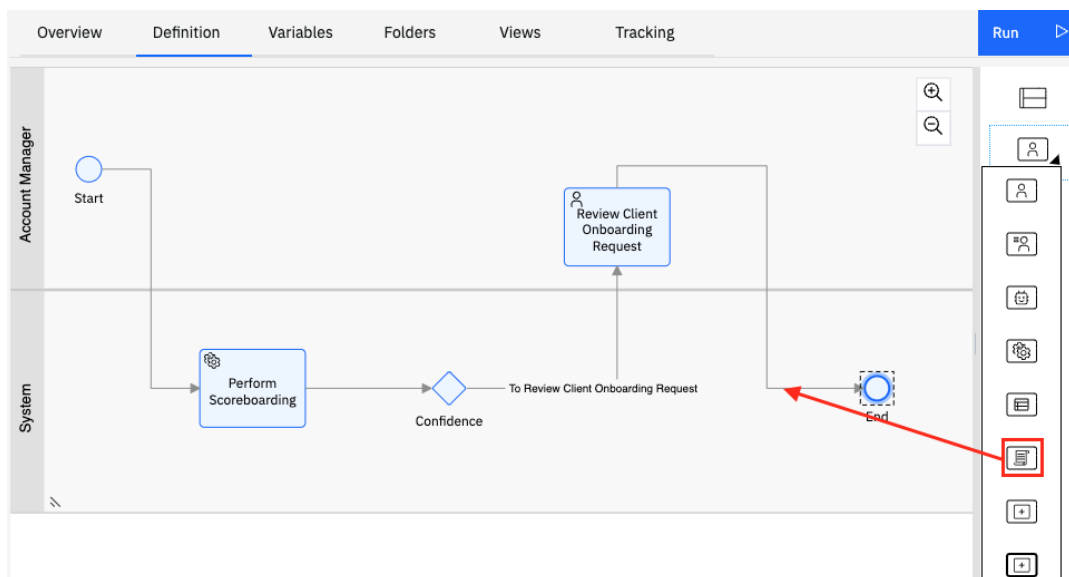 Overview
Definition
Variables
Folders
Views
Tracking
Run
Account Manager
Start
Review Client
Onboarding
Request
System
Perform
Scoreboarding
Confidence
To Review Client Onboarding Request
End